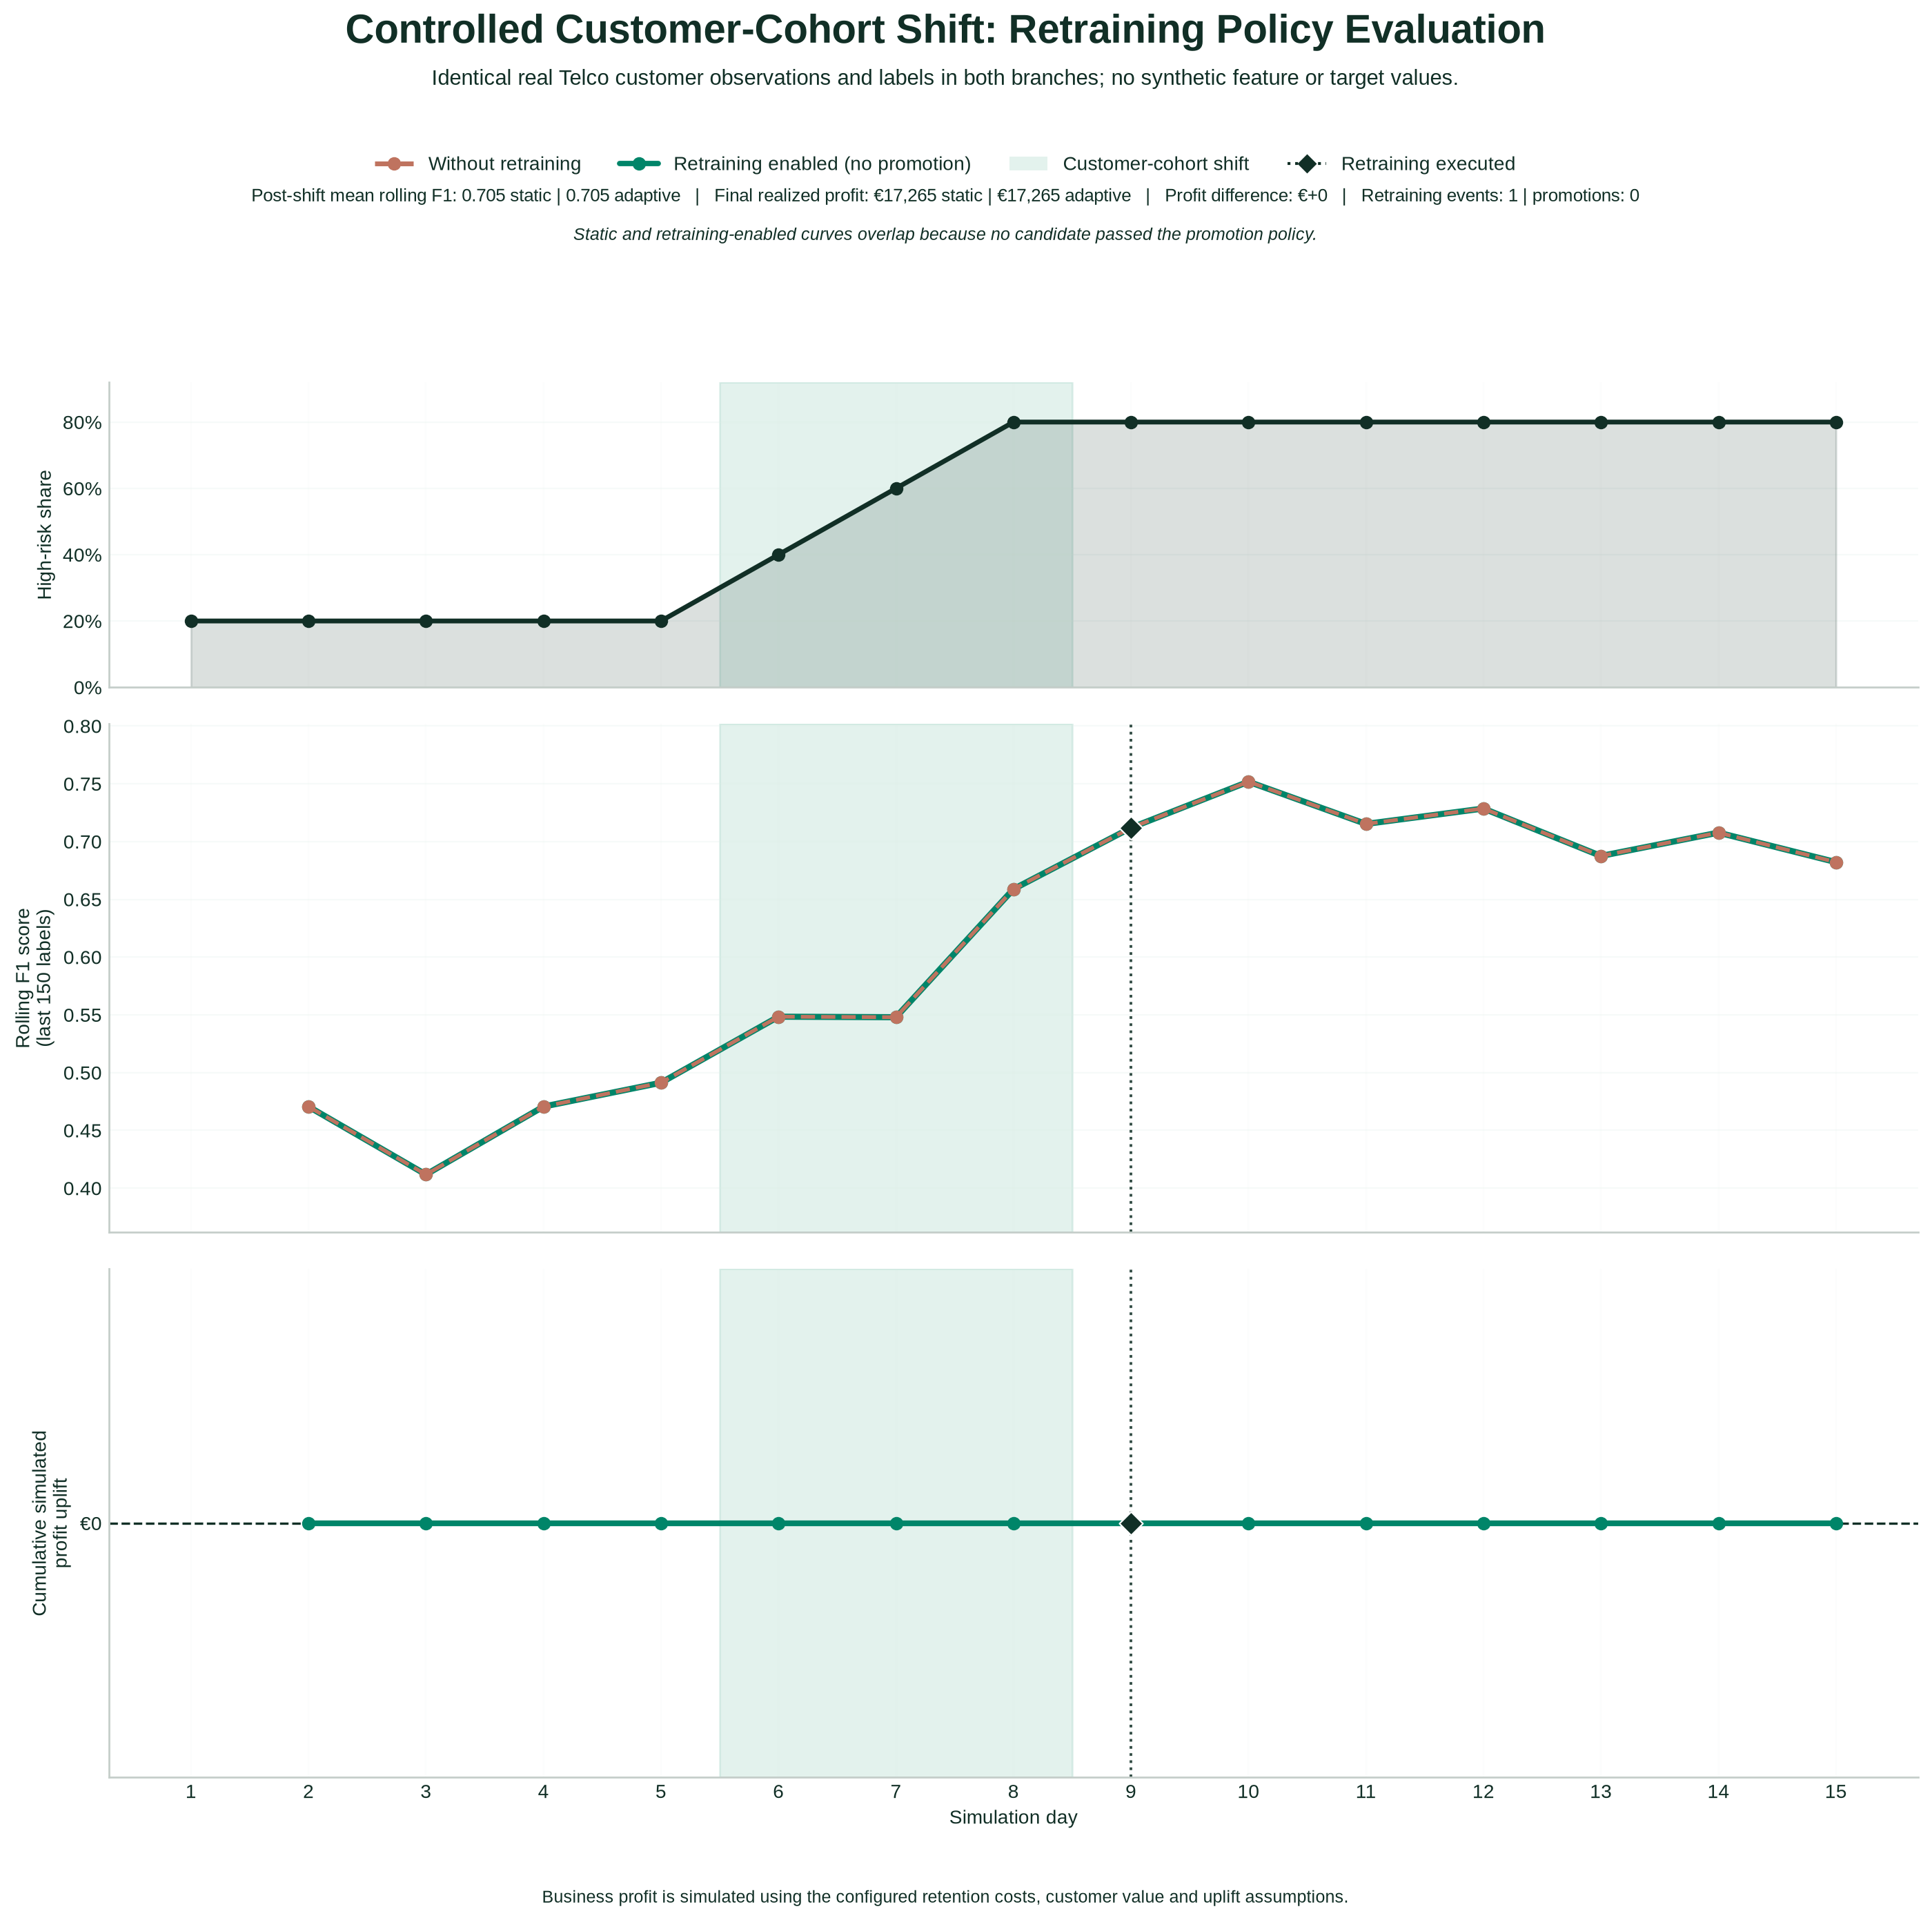 Controlled Customer-Cohort Shift: Retraining Policy Evaluation
Identical real Telco customer observations and labels in both branches; no synthetic feature or target values.
Without retraining
Retraining enabled (no promotion)
Customer-cohort shift
Retraining executed
Post-shift mean rolling F1: 0.705 static | 0.705 adaptive | Final realized profit: €17,265 static | €17,265 adaptive | Profit difference: €+0 | Retraining events: 1 | promotions: 0
Static and retraining-enabled curves overlap because no candidate passed the promotion policy.
High-risk share
80%
60%
40%
20%
0%
Rolling F1 score
(last 150 labels)
0.80
0.75
0.70
0.65
0.60
0.55
0.50
0.45
0.40
Cumulative simulated
profit uplift
€0
1 2 3 4 5 6 7 8 9 10 11 12 13 14 15
Simulation day
Business profit is simulated using the configured retention costs, customer value and uplift assumptions.